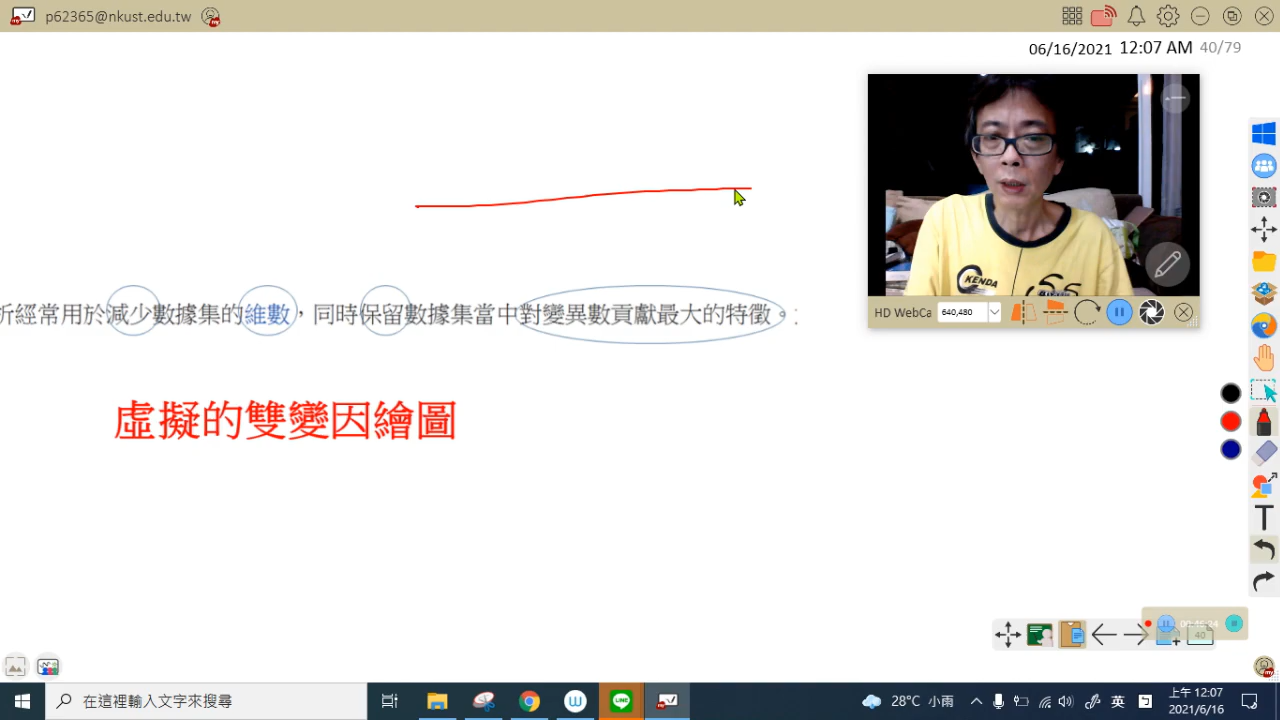 p62365@nkust.edu.tw
06/16/2021 12:07 AM 40/79
析經常用於減少數據集的維數，同時保留數據集當中對變異數貢獻最大的特徵。
虛擬的雙變因繪圖
KENDA
HD WebCa 640,480
T
40
在這裡輸入文字來搜尋
28°C 小雨
英
上午 12:07
2021/6/16